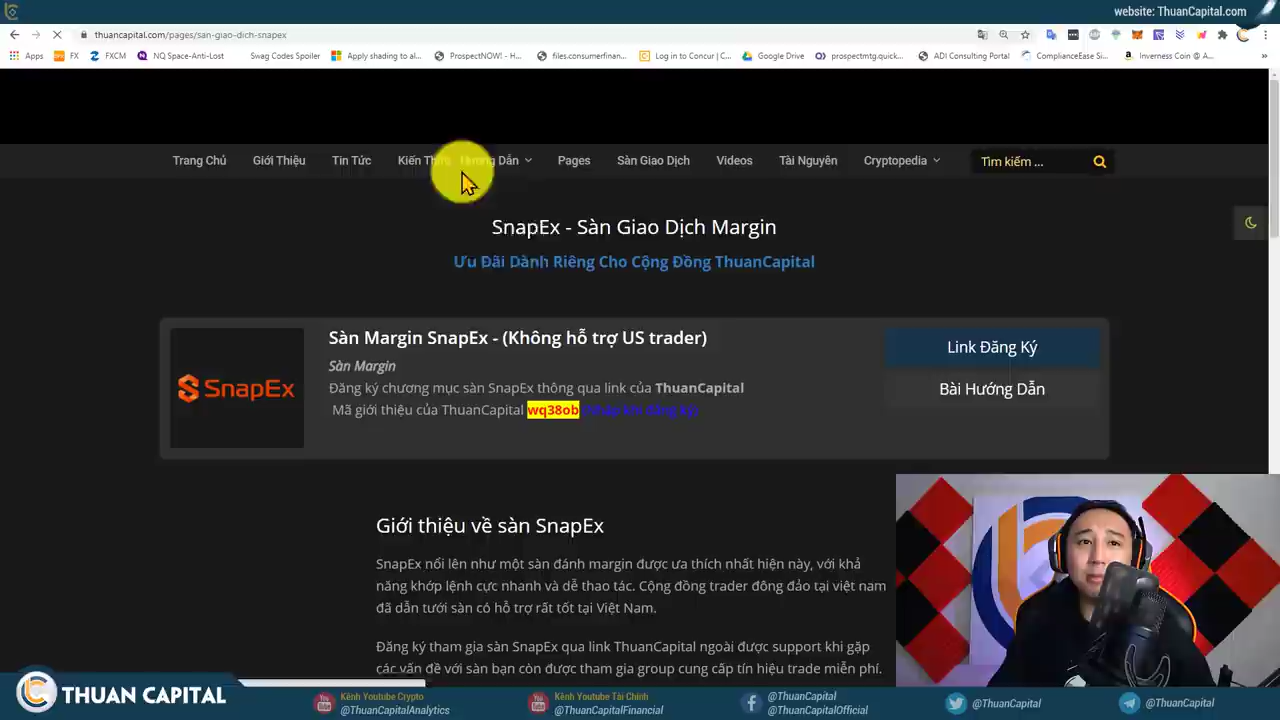 website: ThuanCapital.com
thuancapital.com/pages/san-giao-dich-snapex
Apps
FX
FXCM
NQ Space-Anti-Lost
Swag Codes Spoiler
Apply shading to al...
ProspectNOW! - H...
files.consumerfinan...
Log in to Concur | C...
Google Drive
prospectmtg.quick...
ADI Consulting Portal
ComplianceEase Si...
Inverness Coin @ A...
»
Trang Chủ
Giới Thiệu
Tin Tức
Kiến Thức
Hướng Dẫn
Pages
Sàn Giao Dịch
Videos
Tài Nguyên
Cryptopedia
Tìm kiếm ...
SnapEx - Sàn Giao Dịch Margin
Ưu Đãi Dành Riêng Cho Cộng Đồng ThuanCapital
SnapEx
Sàn Margin SnapEx - (Không hỗ trợ US trader)
Sàn Margin
Đăng ký chương mục sàn SnapEx thông qua link của ThuanCapital
Mã giới thiệu của ThuanCapital wq38ob (Nhập khi đăng ký)
Link Đăng Ký
Bài Hướng Dẫn
Giới thiệu về sàn SnapEx
SnapEx nổi lên như một sàn đánh margin được ưa thích nhất hiện này, với khả
năng khớp lệnh cực nhanh và dễ thao tác. Cộng đồng trader đông đảo tại việt nam
đã dẫn tưới sàn có hỗ trợ rất tốt tại Việt Nam.
Đăng ký tham gia sàn SnapEx qua link ThuanCapital ngoài được support khi gặp
các vấn đề với sàn bạn còn được tham gia group cung cấp tín hiệu trade miễn phí.
THUAN CAPITAL
Kênh Youtube Crypto
@ThuanCapitalAnalytics
Kênh Youtube Tài Chính
@ThuanCapitalFinancial
@ThuanCapital
@ThuanCapitalOfficial
@ThuanCapital
@ThuanCapital